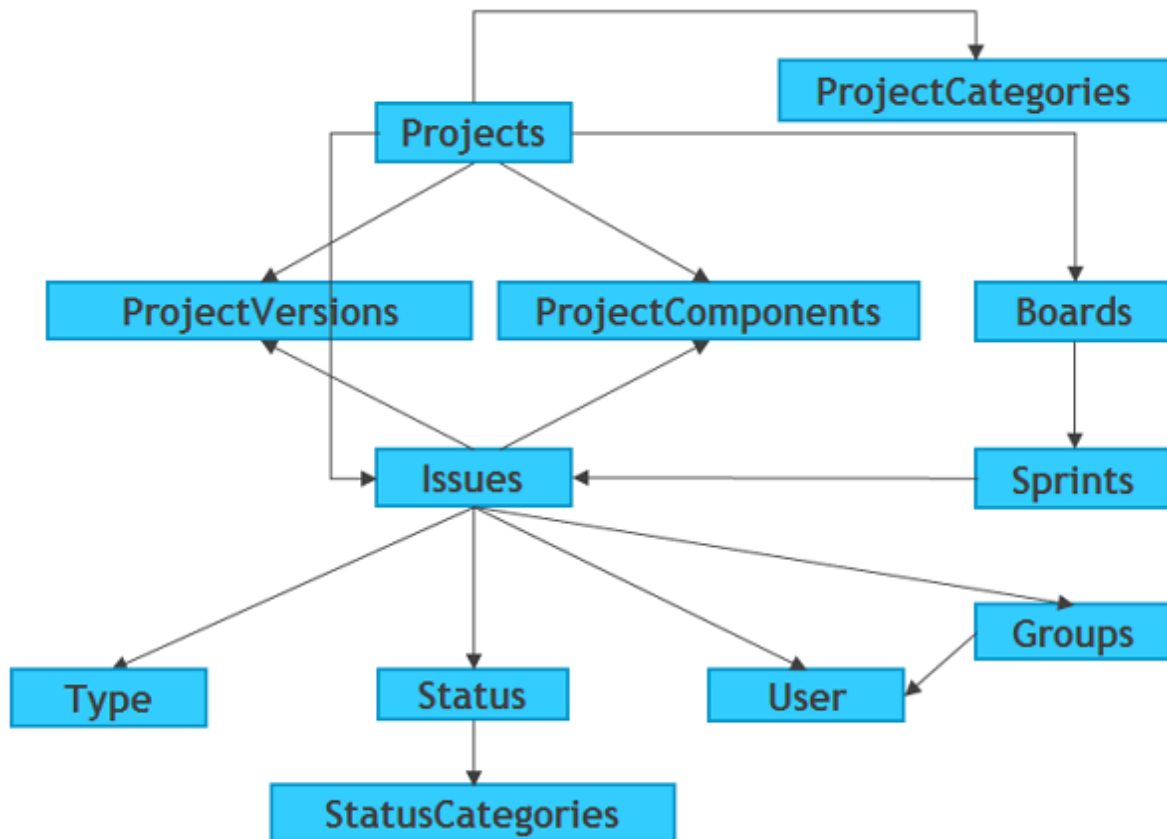 ProjectCategories
Projects
ProjectVersions
ProjectComponents
Boards
Issues
Sprints
Groups
Type
Status
User
StatusCategories